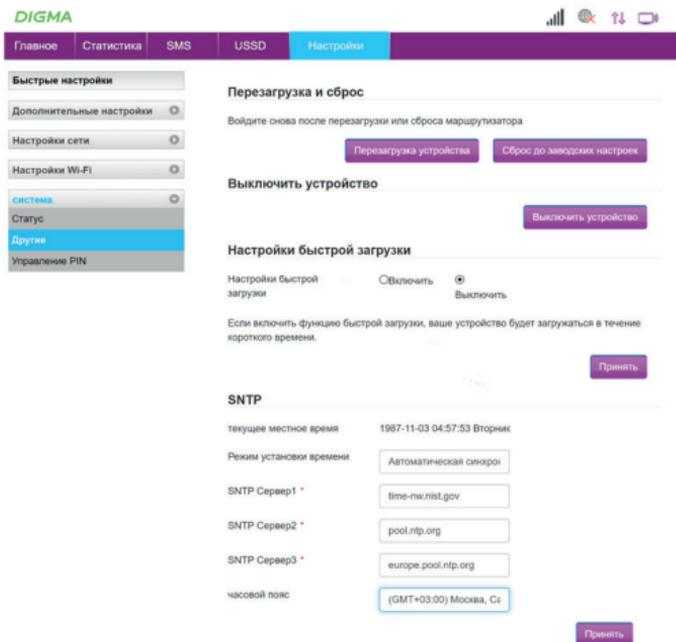 DIGMA
Главное Статистика SMS USSD Настройки
Быстрые настройки
Дополнительные настройки
Настройки сети
Настройки Wi-Fi
система
Статус
Другие
Управление PIN
Перезагрузка и сброс
Войдите снова после перезагрузки или сброса маршрутизатора
Перезагрузка устройства Сброс до заводских настроек
Выключить устройство
Выключить устройство
Настройки быстрой загрузки
Настройки быстрой загрузки
Включить Выключить
Если включить функцию быстрой загрузки, ваше устройство будет загружаться в течение
короткого времени.
Принять
SNTP
текущее местное время 1987-11-03 04:57:53 Вторник
Режим установки времени Автоматическая синхрон
SNTP Сервер1 * time-nw.nist.gov
SNTP Сервер2 * pool.ntp.org
SNTP Сервер3 * europe.pool.ntp.org
часовой пояс (GMT+03:00) Москва, Са
Принять